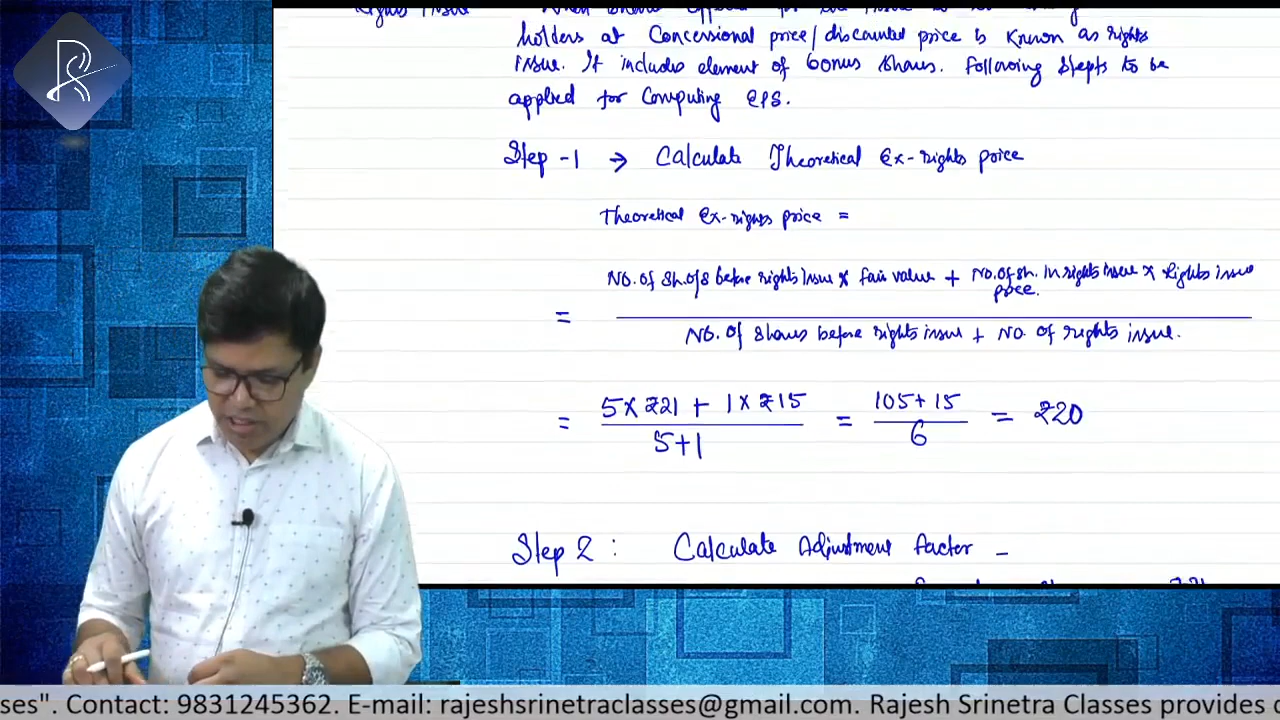 Rights Issue
holders at Concessional price/discounted price is known as rights
issue. It includes element of bonus shares. Following stepts to be
applied for Computing EPS.
Step -1 → Calculate Theoretical Ex-rights price
Theoretical Ex-rights price =
No. of Sh. o/s before rights issue x fair value + No. of sh. in rights issue x Rights issue
price.
=
No. of shares before rights issue + No. of rights issue.
= 5 x ₹21 + 1 x ₹15 / 5+1 = 105+15 / 6 = ₹20
Step 2 : Calculate Adjustment factor –
ses". Contact: 9831245362. E-mail: rajeshsrinetraclasses@gmail.com. Rajesh Srinetra Classes provides